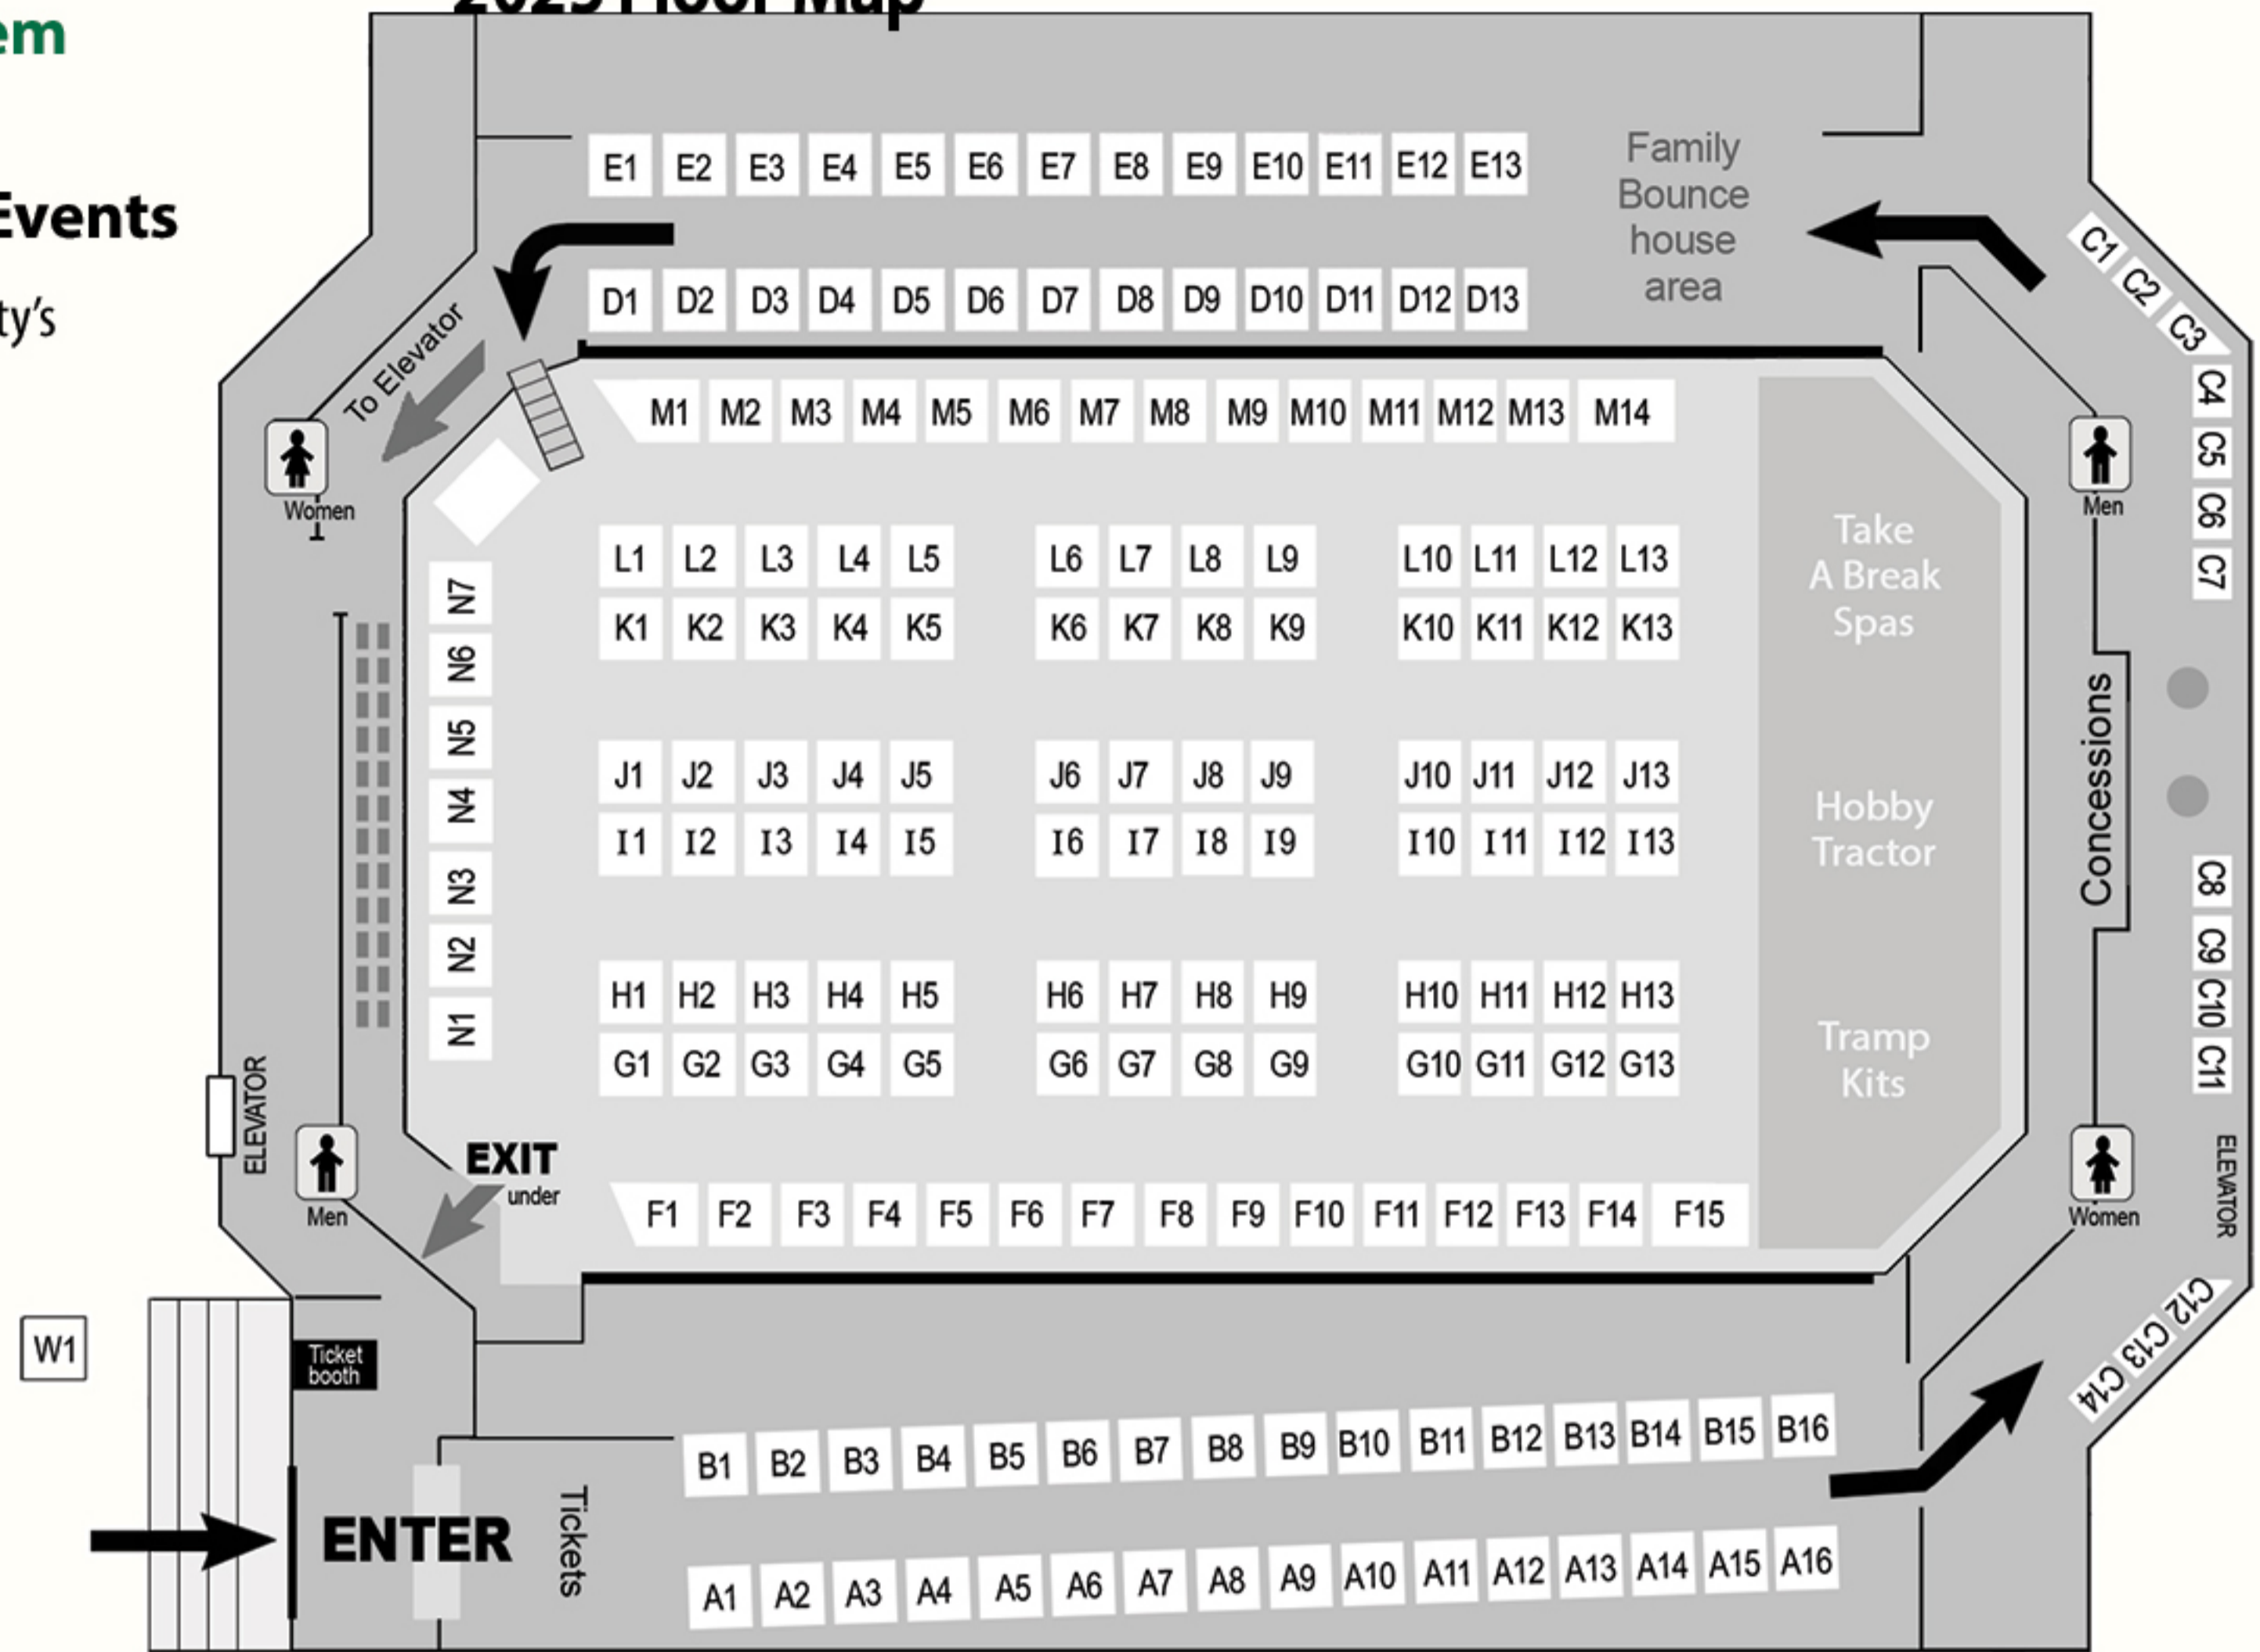 2025 Floor Map
em
Events
ty's
E1 E2 E3 E4 E5 E6 E7 E8 E9 E10 E11 E12 E13
Family
Bounce
house
area
D1 D2 D3 D4 D5 D6 D7 D8 D9 D10 D11 D12 D13
C1
C2
C3
C4
C5
C6
C7
To Elevator
Women
Men
M1 M2 M3 M4 M5 M6 M7 M8 M9 M10 M11 M12 M13 M14
L1 L2 L3 L4 L5 L6 L7 L8 L9 L10 L11 L12 L13
K1 K2 K3 K4 K5 K6 K7 K8 K9 K10 K11 K12 K13
Take
A Break
Spas
N7
N6
N5
N4
N3
N2
N1
J1 J2 J3 J4 J5 J6 J7 J8 J9 J10 J11 J12 J13
I1 I2 I3 I4 I5 I6 I7 I8 I9 I10 I11 I12 I13
Hobby
Tractor
Concessions
C8
C9
C10
C11
H1 H2 H3 H4 H5 H6 H7 H8 H9 H10 H11 H12 H13
G1 G2 G3 G4 G5 G6 G7 G8 G9 G10 G11 G12 G13
Tramp
Kits
ELEVATOR
Men
EXIT
under
F1 F2 F3 F4 F5 F6 F7 F8 F9 F10 F11 F12 F13 F14 F15
Women
ELEVATOR
C12
C13
C14
W1
Ticket
booth
B1 B2 B3 B4 B5 B6 B7 B8 B9 B10 B11 B12 B13 B14 B15 B16
ENTER
Tickets
A1 A2 A3 A4 A5 A6 A7 A8 A9 A10 A11 A12 A13 A14 A15 A16